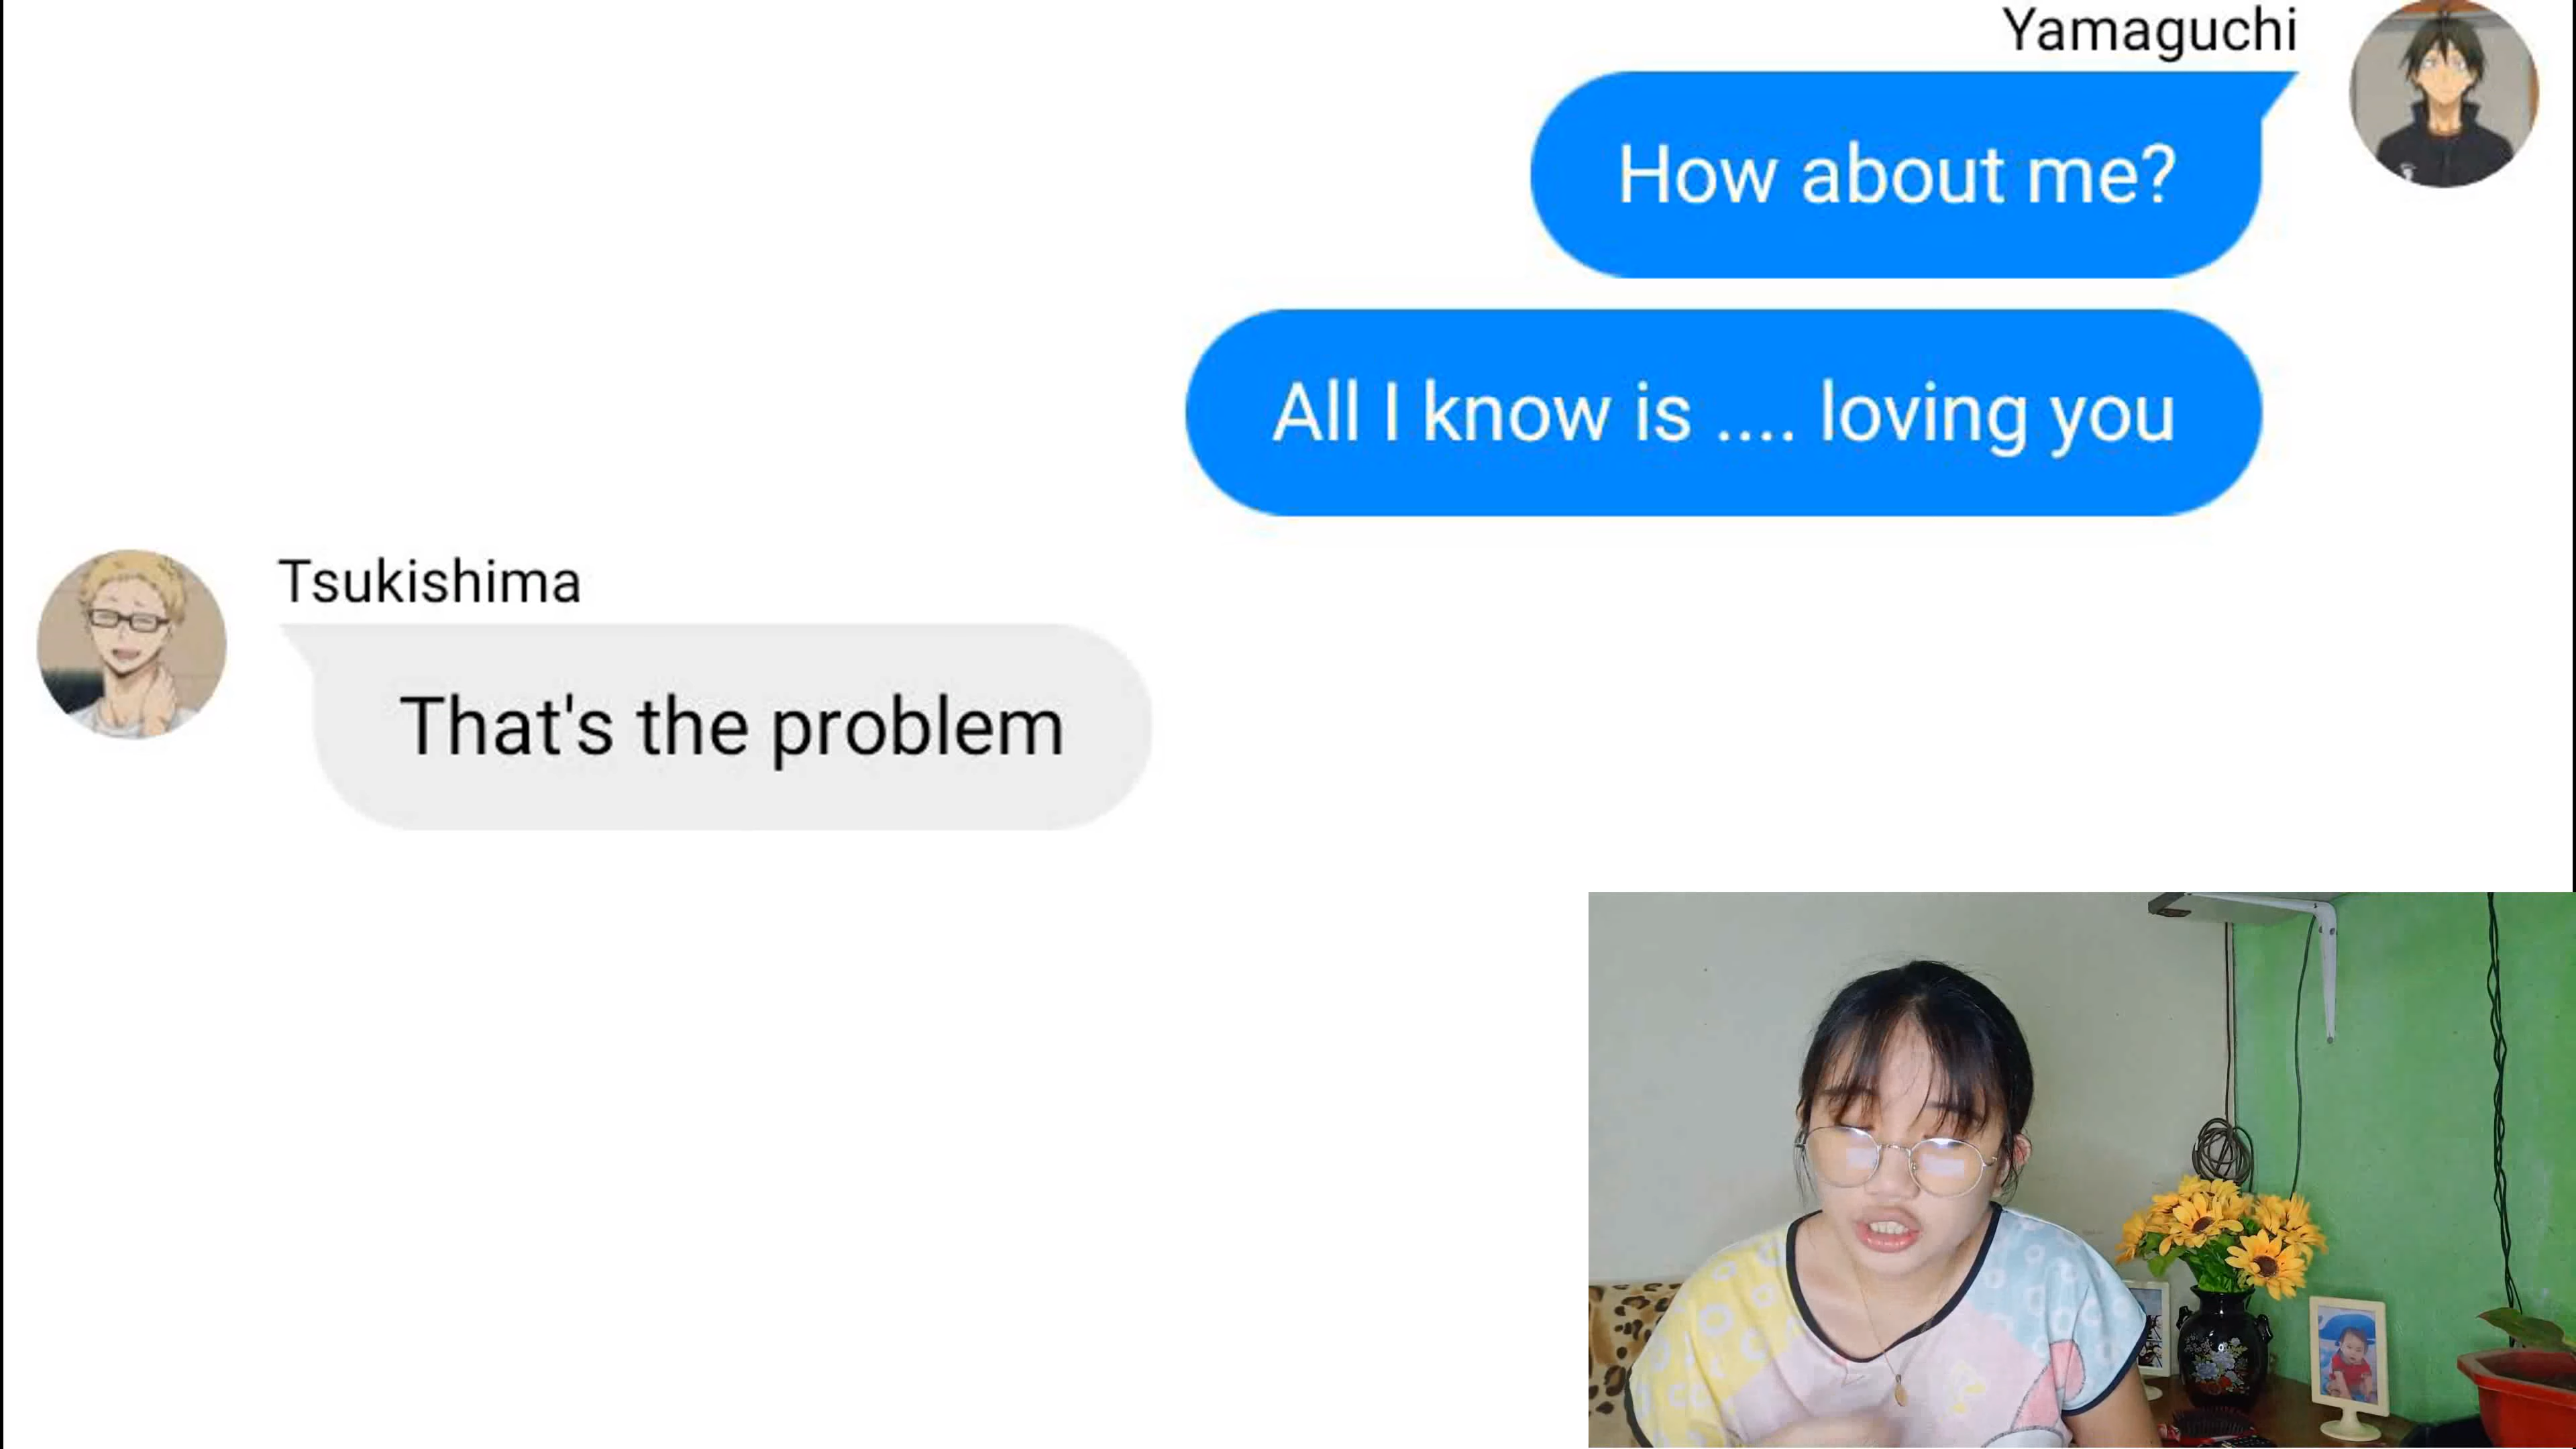 Yamaguchi
How about me?
All I know is .... loving you
Tsukishima
That's the problem